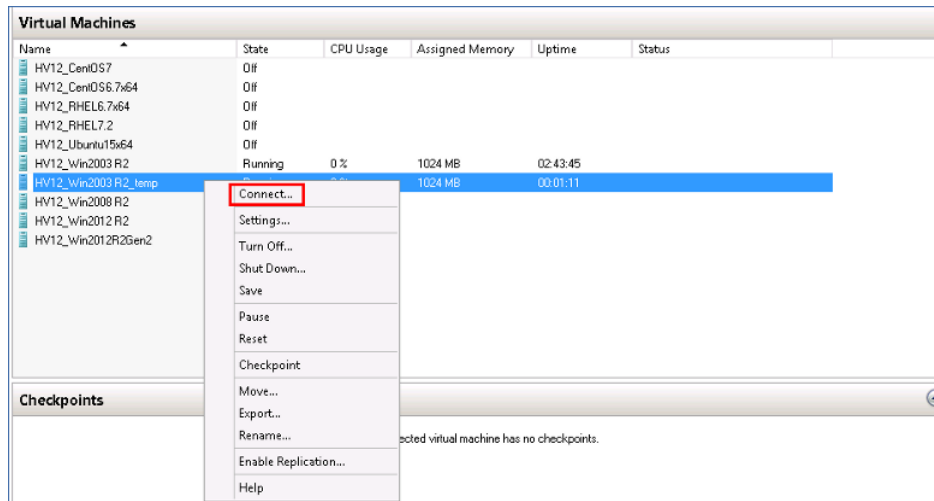 Virtual Machines
Name State CPU Usage Assigned Memory Uptime Status
HV12_CentOS7 Off
HV12_CentOS6.7x64 Off
HV12_RHEL6.7x64 Off
HV12_RHEL7.2 Off
HV12_Ubuntu15x64 Off
HV12_Win2003 R2 Running 0 % 1024 MB 02:43:45
HV12_Win2003 R2_temp 1024 MB 00:01:11
HV12_Win2008 R2
HV12_Win2012 R2
HV12_Win2012R2Gen2
Connect...
Settings...
Turn Off...
Shut Down...
Save
Pause
Reset
Checkpoint
Move...
Export...
Rename...
Enable Replication...
Help
Checkpoints
virtual machine has no checkpoints.